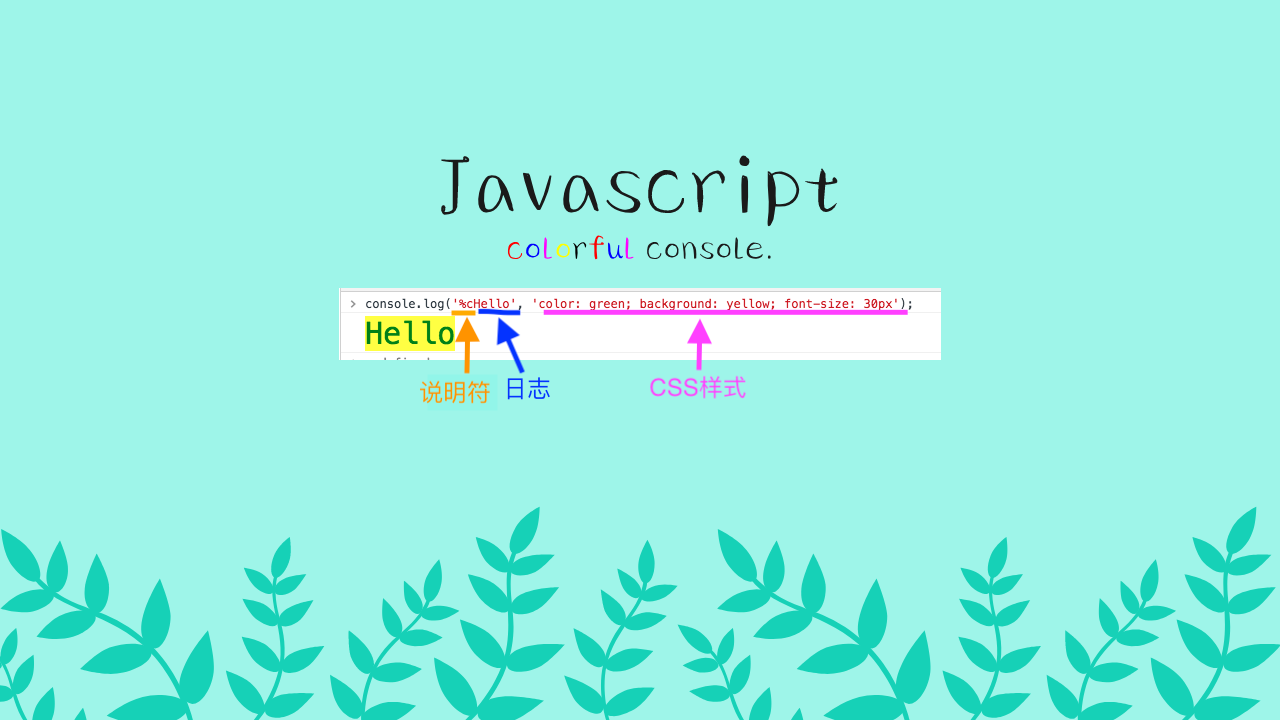 Javascript
colorful console.
> console.log('%cHello', 'color: green; background: yellow; font-size: 30px');
Hello
说明符 日志 CSS样式